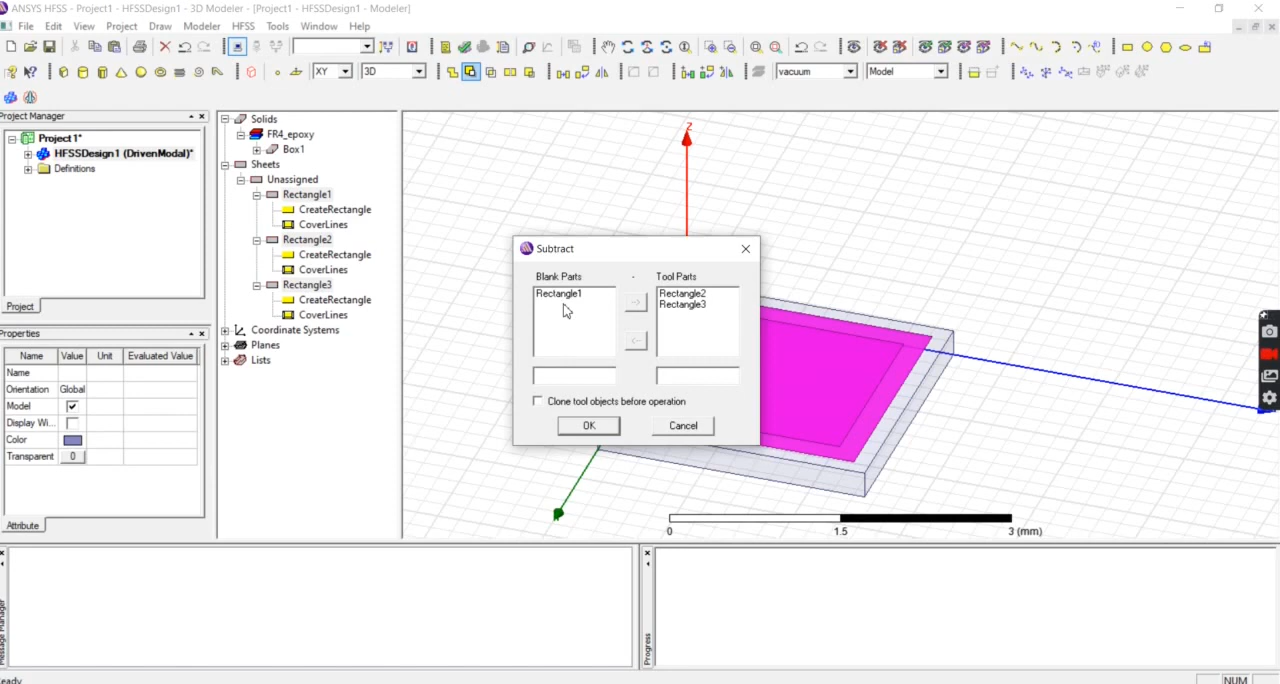 ANSYS HFSS - Project1 - HFSSDesign1 - 3D Modeler - [Project1 - HFSSDesign1 - Modeler]
File Edit View Project Draw Modeler HFSS Tools Window Help
XY 3D vacuum Model
Project Manager
Project1*
HFSSDesign1 (DrivenModal)*
Definitions
Project
Solids
FR4_epoxy
Box1
Sheets
Unassigned
Rectangle1
CreateRectangle
CoverLines
Rectangle2
CreateRectangle
CoverLines
Rectangle3
CreateRectangle
CoverLines
Coordinate Systems
Planes
Lists
Properties
Name Value Unit Evaluated Value
Name
Orientation Global
Model
Display Wi...
Color
Transparent 0
Attribute
Z
Subtract
Blank Parts - Tool Parts
Rectangle1
Rectangle2
Rectangle3
Clone tool objects before operation
OK Cancel
0 1.5 3 (mm)
Message Manager
Progress
Ready
NUM